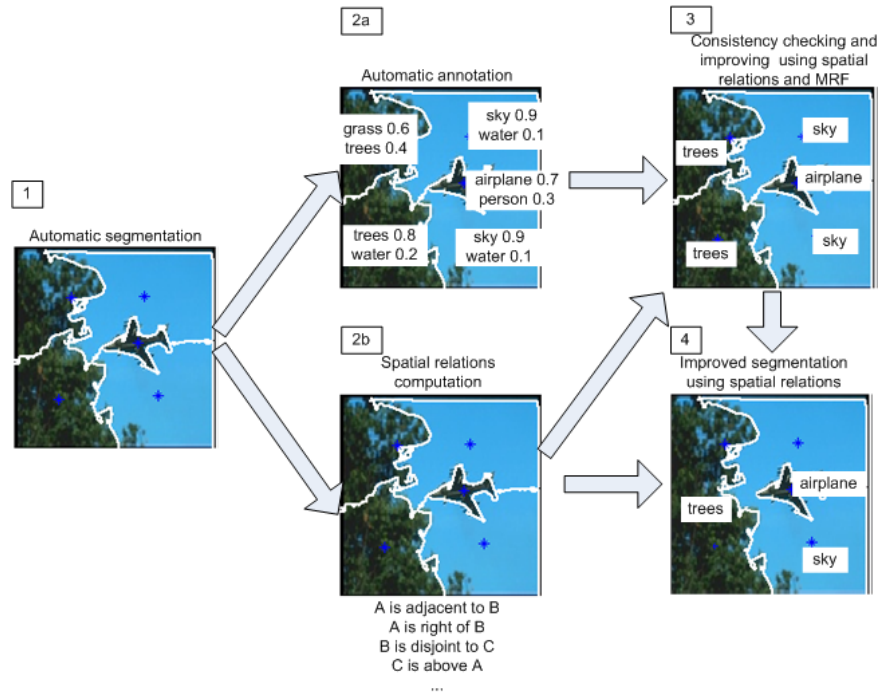 1
Automatic segmentation
2a
Automatic annotation
grass 0.6
trees 0.4
sky 0.9
water 0.1
airplane 0.7
person 0.3
trees 0.8
water 0.2
sky 0.9
water 0.1
2b
Spatial relations
computation
A is adjacent to B
A is right of B
B is disjoint to C
C is above A
...
3
Consistency checking and
improving using spatial
relations and MRF
sky
trees
airplane
trees
sky
4
Improved segmentation
using spatial relations
airplane
trees
sky